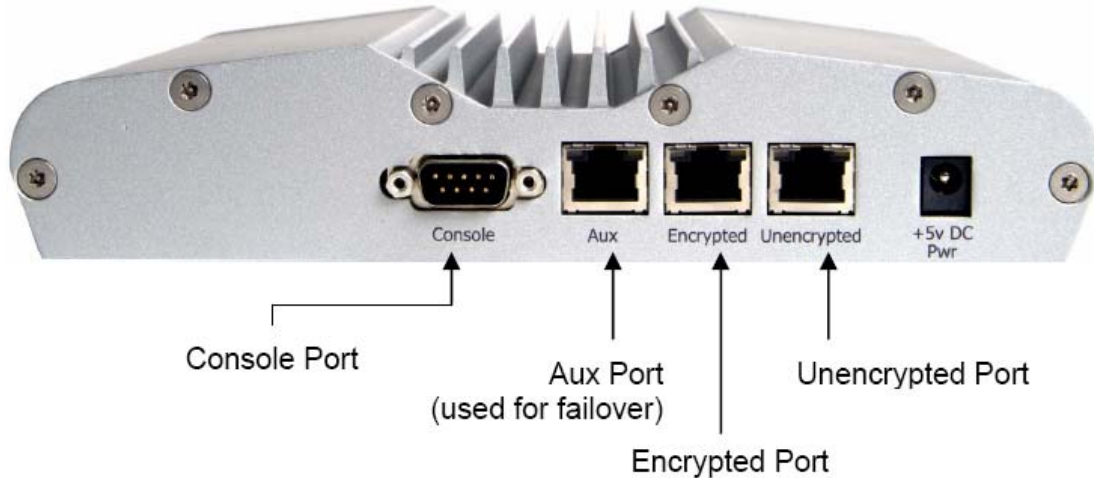 Console
Aux
Encrypted
Unencrypted
+5v DC
Pwr
Console Port
Aux Port
(used for failover)
Unencrypted Port
Encrypted Port